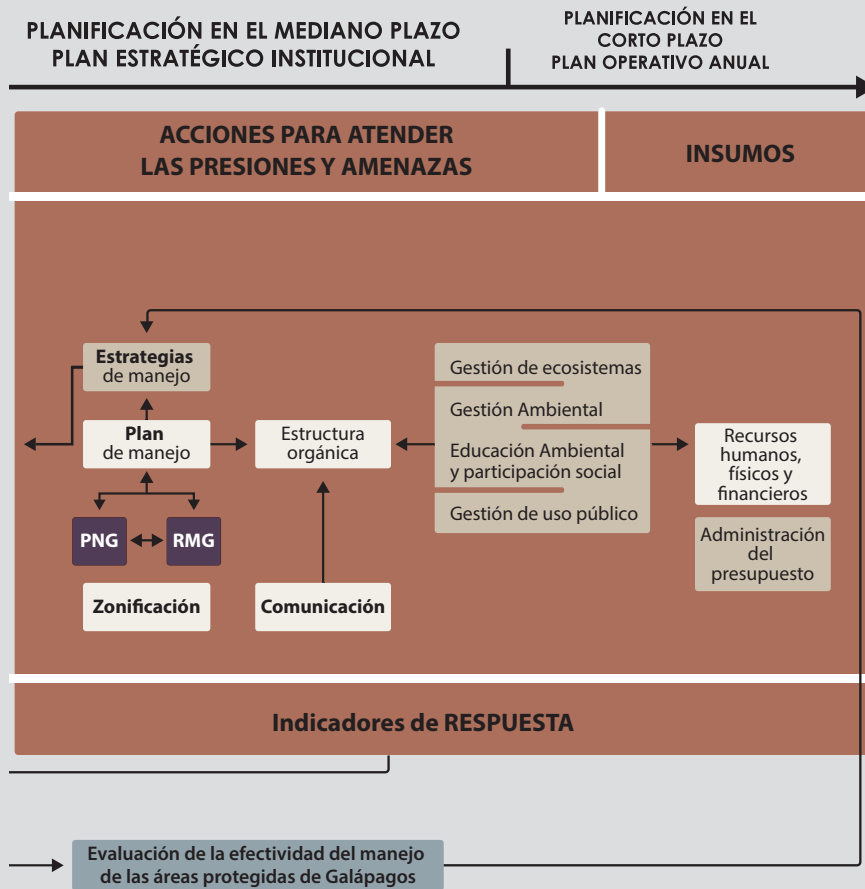 PLANIFICACIÓN EN EL MEDIANO PLAZO
PLAN ESTRATÉGICO INSTITUCIONAL
PLANIFICACIÓN EN EL
CORTO PLAZO
PLAN OPERATIVO ANUAL
ACCIONES PARA ATENDER
LAS PRESIONES Y AMENAZAS
INSUMOS
Estrategias
de manejo
Plan
de manejo
PNG
RMG
Zonificación
Estructura
orgánica
Comunicación
Gestión de ecosistemas
Gestión Ambiental
Educación Ambiental
y participación social
Gestión de uso público
Recursos
humanos,
físicos y
financieros
Administración
del
presupuesto
Indicadores de RESPUESTA
Evaluación de la efectividad del manejo
de las áreas protegidas de Galápagos